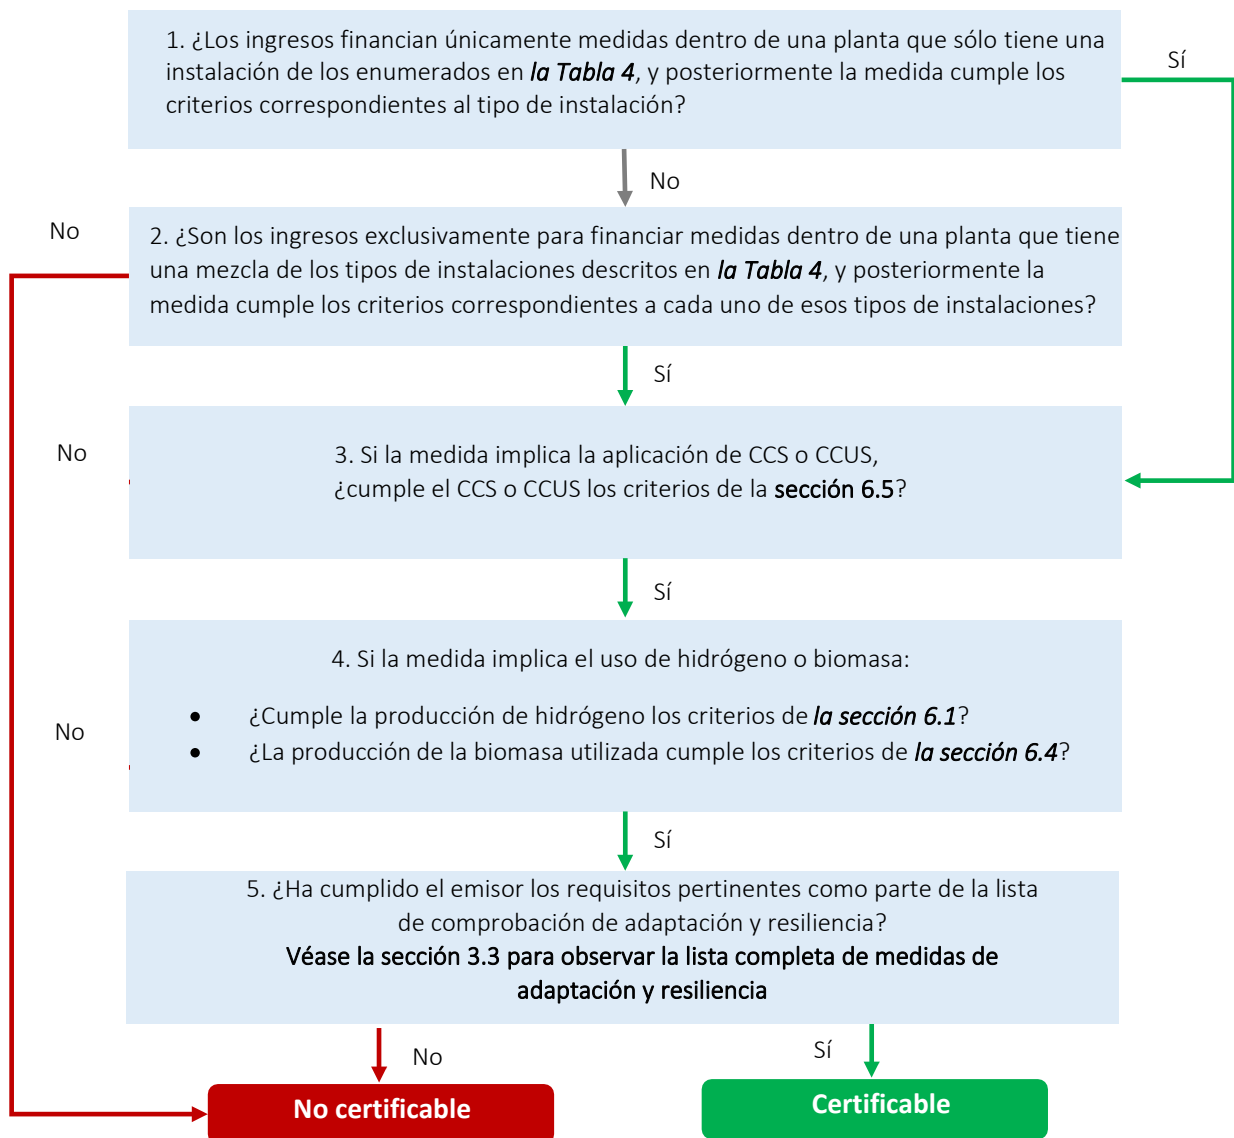 1. ¿Los ingresos financian únicamente medidas dentro de una planta que sólo tiene una
instalación de los enumerados en la Tabla 4, y posteriormente la medida cumple los
criterios correspondientes al tipo de instalación?
Sí
No
No
2. ¿Son los ingresos exclusivamente para financiar medidas dentro de una planta que tiene
una mezcla de los tipos de instalaciones descritos en la Tabla 4, y posteriormente la
medida cumple los criterios correspondientes a cada uno de esos tipos de instalaciones?
Sí
No
3. Si la medida implica la aplicación de CCS o CCUS,
¿cumple el CCS o CCUS los criterios de la sección 6.5?
Sí
No
4. Si la medida implica el uso de hidrógeno o biomasa:
• ¿Cumple la producción de hidrógeno los criterios de la sección 6.1?
• ¿La producción de la biomasa utilizada cumple los criterios de la sección 6.4?
Sí
5. ¿Ha cumplido el emisor los requisitos pertinentes como parte de la lista
de comprobación de adaptación y resiliencia?
Véase la sección 3.3 para observar la lista completa de medidas de
adaptación y resiliencia
No
Sí
No certificable
Certificable